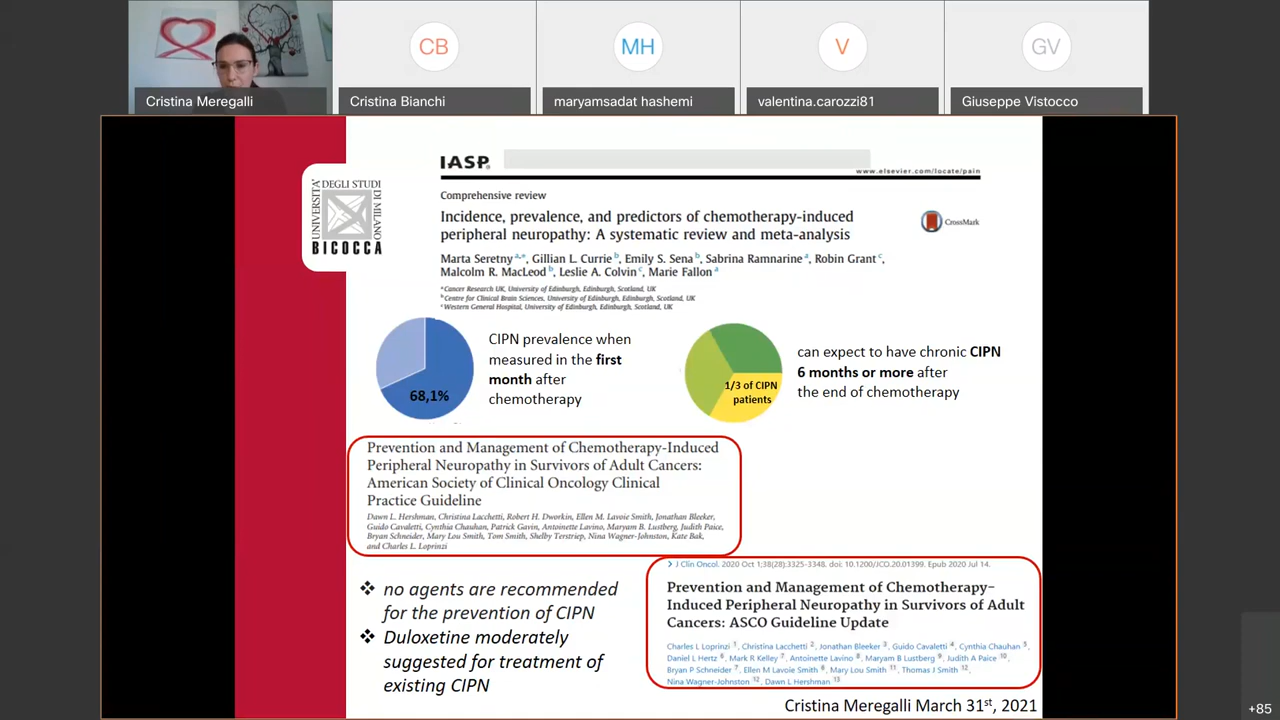 CB
MH
V
GV
Cristina Meregalli
Cristina Bianchi
maryamsadat hashemi
valentina.carozzi81
Giuseppe Vistocco
UNIVERSITA'
DEGLI STUDI
DI MILANO
BICOCCA
IASP
www.elsevier.com/locate/pain
Comprehensive review
Incidence, prevalence, and predictors of chemotherapy-induced
peripheral neuropathy: A systematic review and meta-analysis
CrossMark
Marta Seretny a,*, Gillian L. Currie b, Emily S. Sena b, Sabrina Ramnarine a, Robin Grant c,
Malcolm R. MacLeod b, Leslie A. Colvin c, Marie Fallon a
a Cancer Research UK, University of Edinburgh, Edinburgh, Scotland, UK
b Centre for Clinical Brain Sciences, University of Edinburgh, Edinburgh, Scotland, UK
c Western General Hospital, University of Edinburgh, Edinburgh, Scotland, UK
68,1%
CIPN prevalence when
measured in the first
month after
chemotherapy
1/3 of CIPN
patients
can expect to have chronic CIPN
6 months or more after
the end of chemotherapy
Prevention and Management of Chemotherapy-Induced
Peripheral Neuropathy in Survivors of Adult Cancers:
American Society of Clinical Oncology Clinical
Practice Guideline
Dawn L. Hershman, Christina Lacchetti, Robert H. Dworkin, Ellen M. Lavoie Smith, Jonathan Bleeker,
Guido Cavaletti, Cynthia Chauhan, Patrick Gavin, Antoinette Lavino, Maryam B. Lustberg, Judith Paice,
Bryan Schneider, Mary Lou Smith, Tom Smith, Shelby Terstriep, Nina Wagner-Johnston, Kate Bak,
and Charles L. Loprinzi
❖ no agents are recommended
for the prevention of CIPN
❖ Duloxetine moderately
suggested for treatment of
existing CIPN
> J Clin Oncol. 2020 Oct 1;38(28):3325-3348. doi: 10.1200/JCO.20.01399. Epub 2020 Jul 14.
Prevention and Management of Chemotherapy-
Induced Peripheral Neuropathy in Survivors of Adult
Cancers: ASCO Guideline Update
Charles L Loprinzi 1, Christina Lacchetti 2, Jonathan Bleeker 3, Guido Cavaletti 4, Cynthia Chauhan 5,
Daniel L Hertz 6, Mark R Kelley 7, Antoinette Lavino 8, Maryam B Lustberg 9, Judith A Paice 10,
Bryan P Schneider 7, Ellen M Lavoie Smith 6, Mary Lou Smith 11, Thomas J Smith 12,
Nina Wagner-Johnston 12, Dawn L Hershman 13
Cristina Meregalli March 31st, 2021
+85